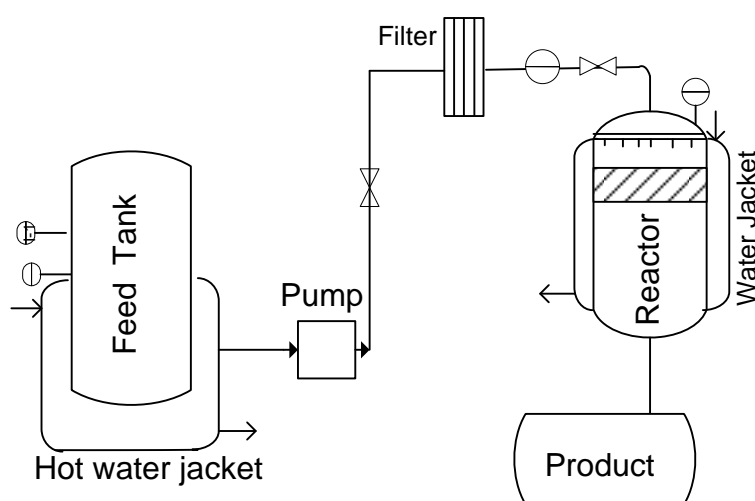 Filter
Feed Tank
Pump
Hot water jacket
Reactor
Water Jacket
Product